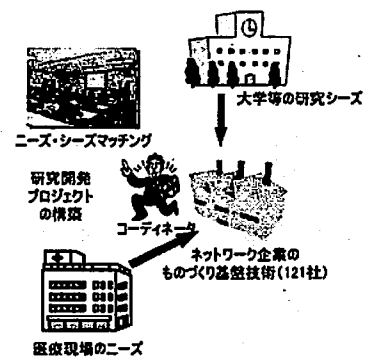 大学等の研究シーズ
ニーズ・シーズマッチング
研究開発
プロジェクト
の構築
コーディネータ
ネットワーク企業の
ものづくり基盤技術(121社)
医療現場のニーズ